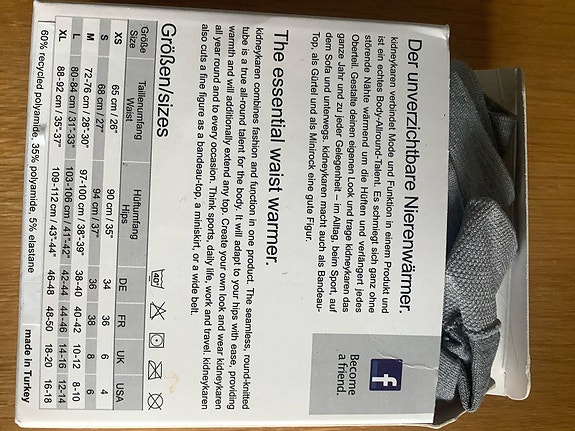 Der unverzichtbare Nierenwärmer.
kidneykaren verbindet Mode und Funktion in einem Produkt und
ist ein echtes Body-Allround-Talent. Es schmiegt sich ganz ohne
störende Nähte wärmend um die Hüften und verlängert jedes
Oberteil. Gestalte deinen eigenen Look und trage kidneykaren das
ganze Jahr und zu jeder Gelegenheit – im Alltag, beim Sport, auf
dem Sofa und unterwegs. kidneykaren macht auch als Bandeau-
Top, als Gürtel und als Minirock eine gute Figur.
f
Become
a friend.
The essential waist warmer.
kidneykaren combines fashion and function in one product. The seamless, round-knitted
tube is a true all-round talent for the body. It will adapt to your hips with ease, providing
warmth and will additionally extend any top. Create your own look and wear kidneykaren
all year round and to every occasion. Think sports, daily life, work and travel. kidneykaren
also cuts a fine figure as a bandeau-top, a miniskirt, or a wide belt.
Größen/sizes
40
Größe Taillenumfang Hüftumfang DE FR UK USA
Size Waist Hips
XS 65 cm / 26" 90 cm / 35" 34 36 6 4
S 68 cm / 27" 94 cm / 37" 36 38 8 6
M 72-76 cm / 28"-30" 97-100 cm / 38"-39" 38-40 40-42 10-12 8-10
L 80-84 cm / 31"-33" 103-106 cm / 41"-42" 42-44 44-46 14-16 12-14
XL 88-92 cm / 35"-37" 109-112 cm / 43"-44" 46-48 48-50 18-20 16-18
60% recycled polyamide, 35% polyamide, 5% elastane made in Turkey